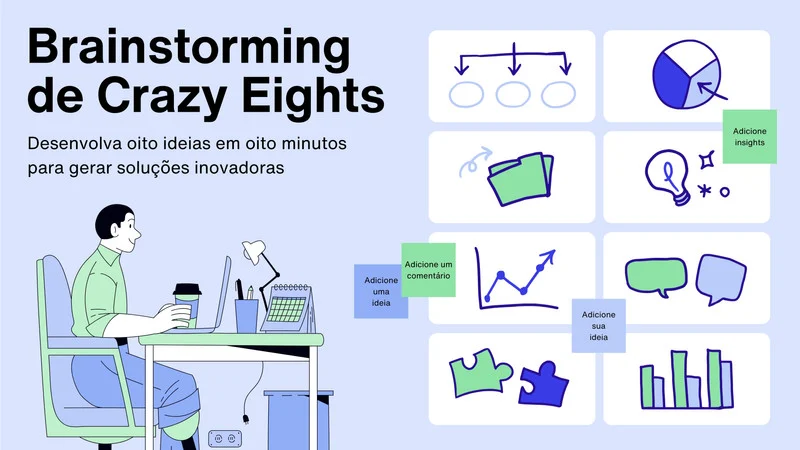 Brainstorming
de Crazy Eights
Desenvolva oito ideias em oito minutos
para gerar soluções inovadoras
Adicione
insights
Adicione um
comentário
Adicione
uma
ideia
Adicione
sua
ideia